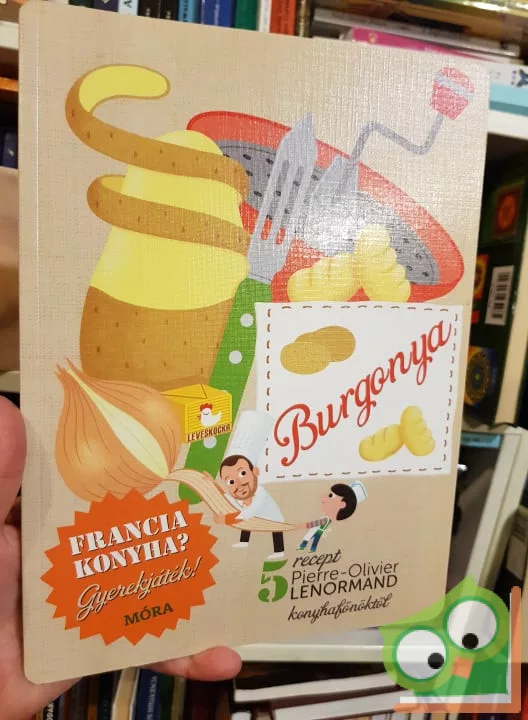 LEVESKOCKA
Burgonya
FRANCIA
KONYHA?
Gyerekjáték!
MÓRA
5 recept
Pierre-Olivier
LENORMAND
konyhafőnöktől